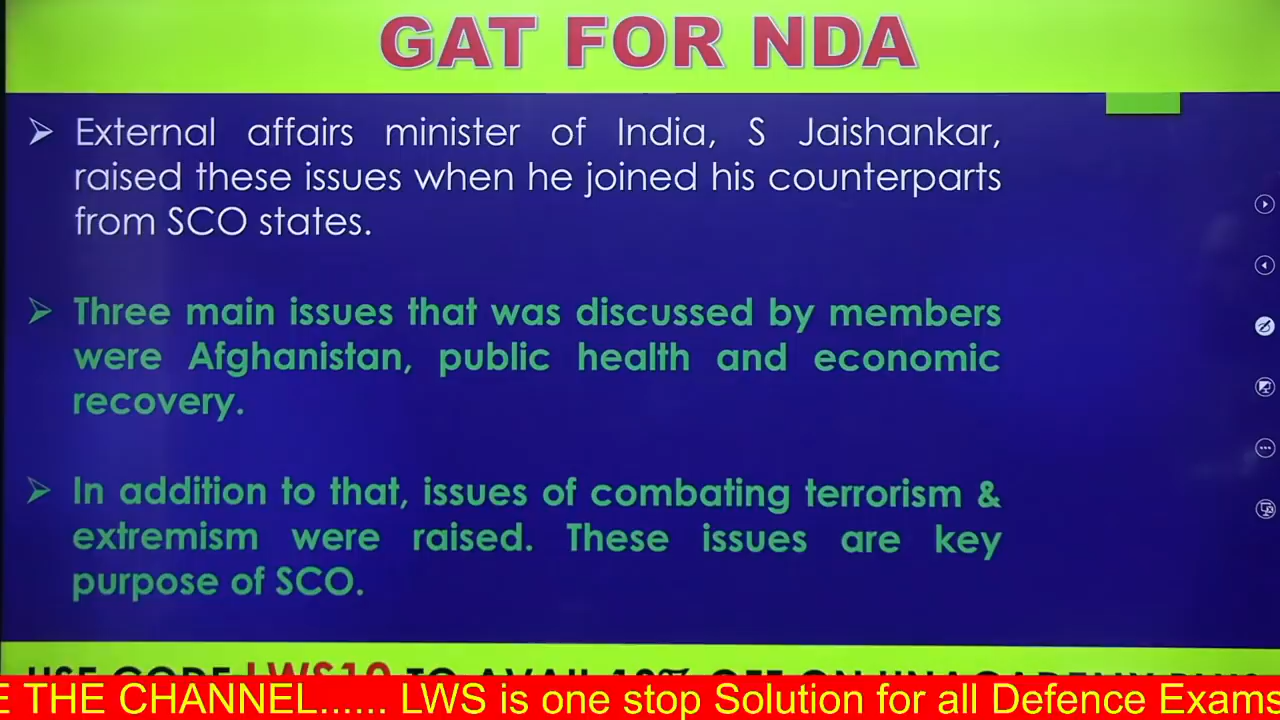 GAT FOR NDA
➢ External affairs minister of India, S Jaishankar,
raised these issues when he joined his counterparts
from SCO states.
➢ Three main issues that was discussed by members
were Afghanistan, public health and economic
recovery.
➢ In addition to that, issues of combating terrorism &
extremism were raised. These issues are key
purpose of SCO.
USE CODE LWS10 TO AVAIL 10% OFF ON UNACADEMY PLUS
E THE CHANNEL...... LWS is one stop Solution for all Defence Exams